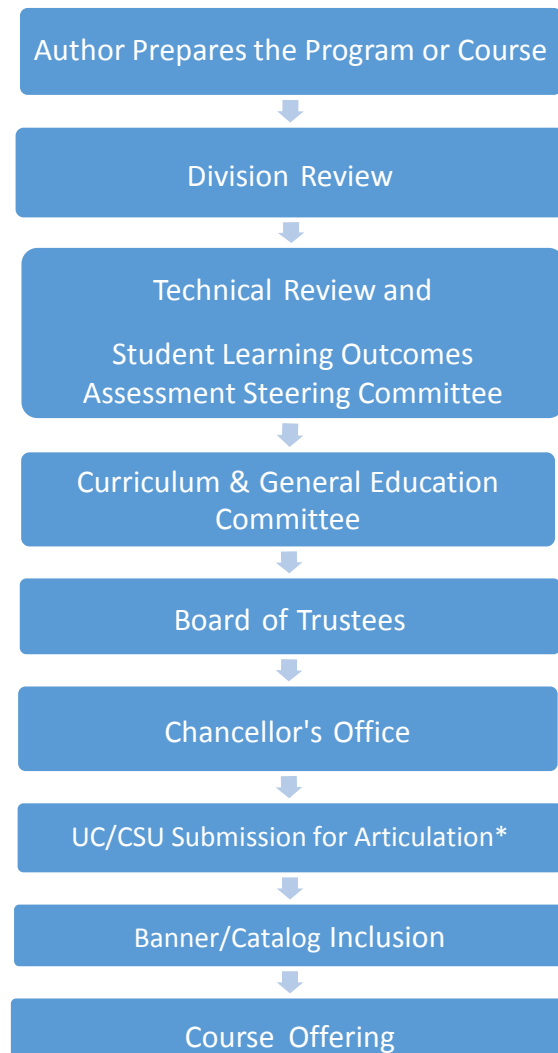 Author Prepares the Program or Course
Division Review
Technical Review and
Student Learning Outcomes
Assessment Steering Committee
Curriculum & General Education
Committee
Board of Trustees
Chancellor's Office
UC/CSU Submission for Articulation*
Banner/Catalog Inclusion
Course Offering